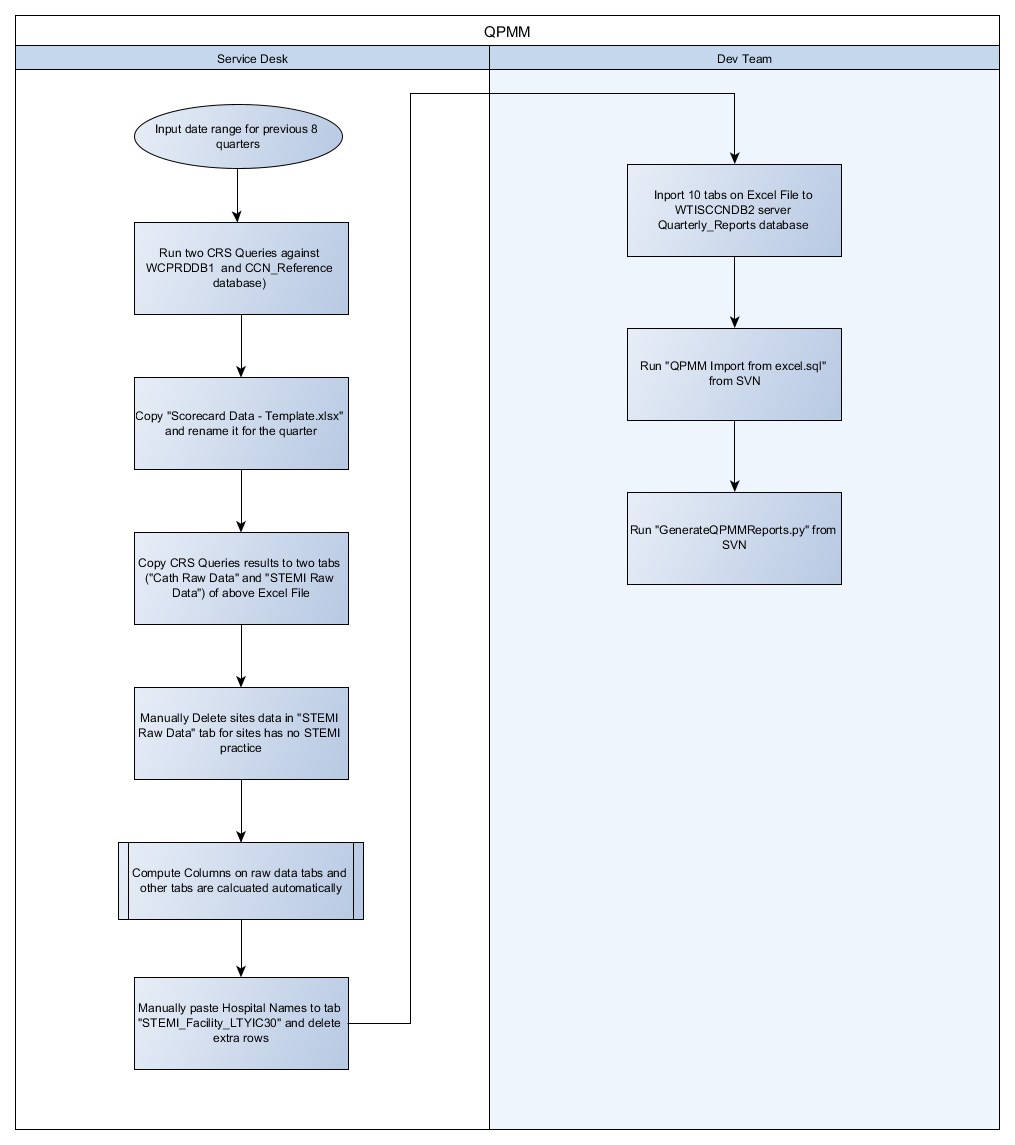 QPMM
Service Desk
Dev Team
Input date range for previous 8
quarters
Run two CRS Queries against
WCPRDDB1  and CCN_Reference
database)
Copy "Scorecard Data - Template.xlsx"
and rename it for the quarter
Copy CRS Queries results to two tabs
("Cath Raw Data" and "STEMI Raw
Data") of above Excel File
Manually Delete sites data in "STEMI
Raw Data" tab for sites has no STEMI
practice
Compute Columns on raw data tabs and
other tabs are calcuated automatically
Manually paste Hospital Names to tab
"STEMI_Facility_LTYIC30" and delete
extra rows
Inport 10 tabs on Excel File to
WTISCCNDB2 server
Quarterly_Reports database
Run "QPMM Import from excel.sql"
from SVN
Run "GenerateQPMMReports.py" from
SVN